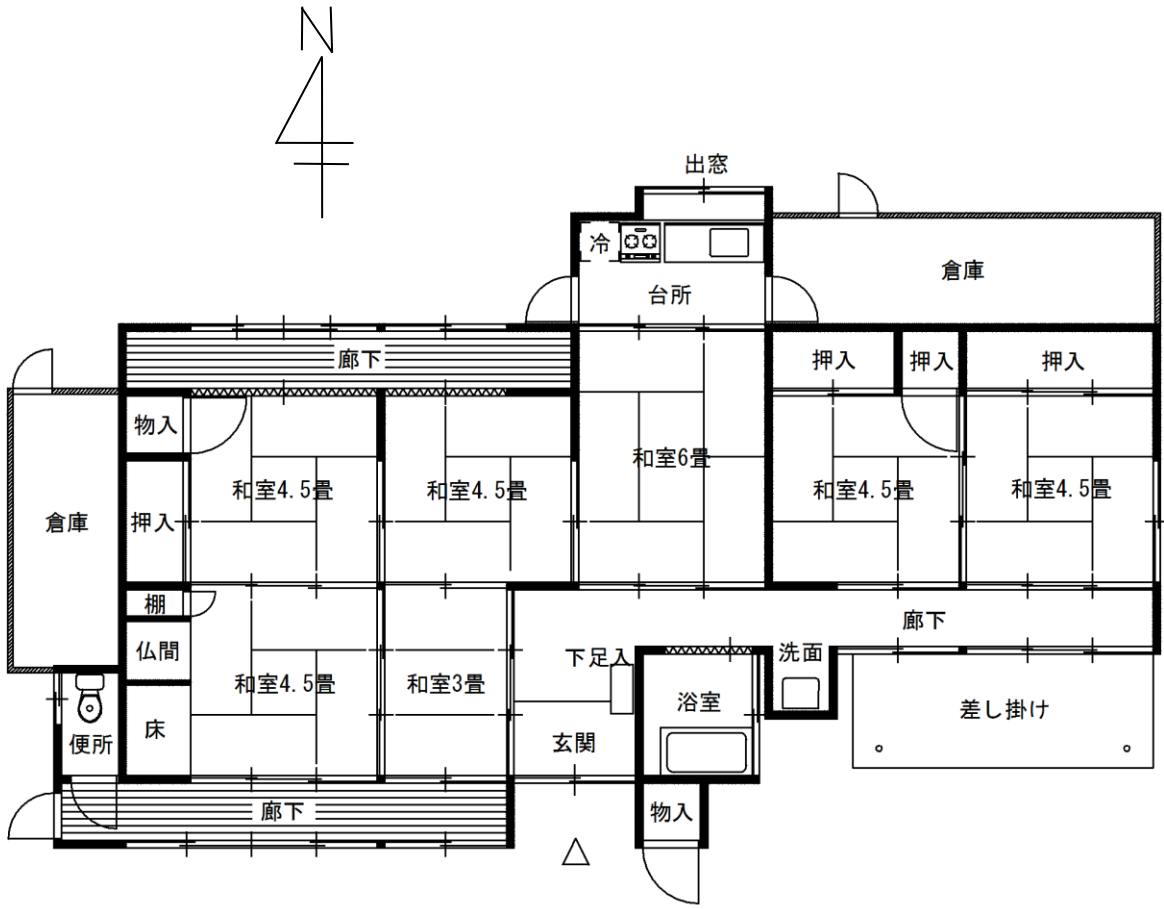 N
出窓
冷
倉庫
台所
廊下
押入
押入
押入
物入
和室6畳
和室4.5畳
和室4.5畳
和室4.5畳
和室4.5畳
倉庫
押入
棚
廊下
仏間
洗面
下足入
和室4.5畳
和室3畳
浴室
差し掛け
床
便所
玄関
廊下
物入